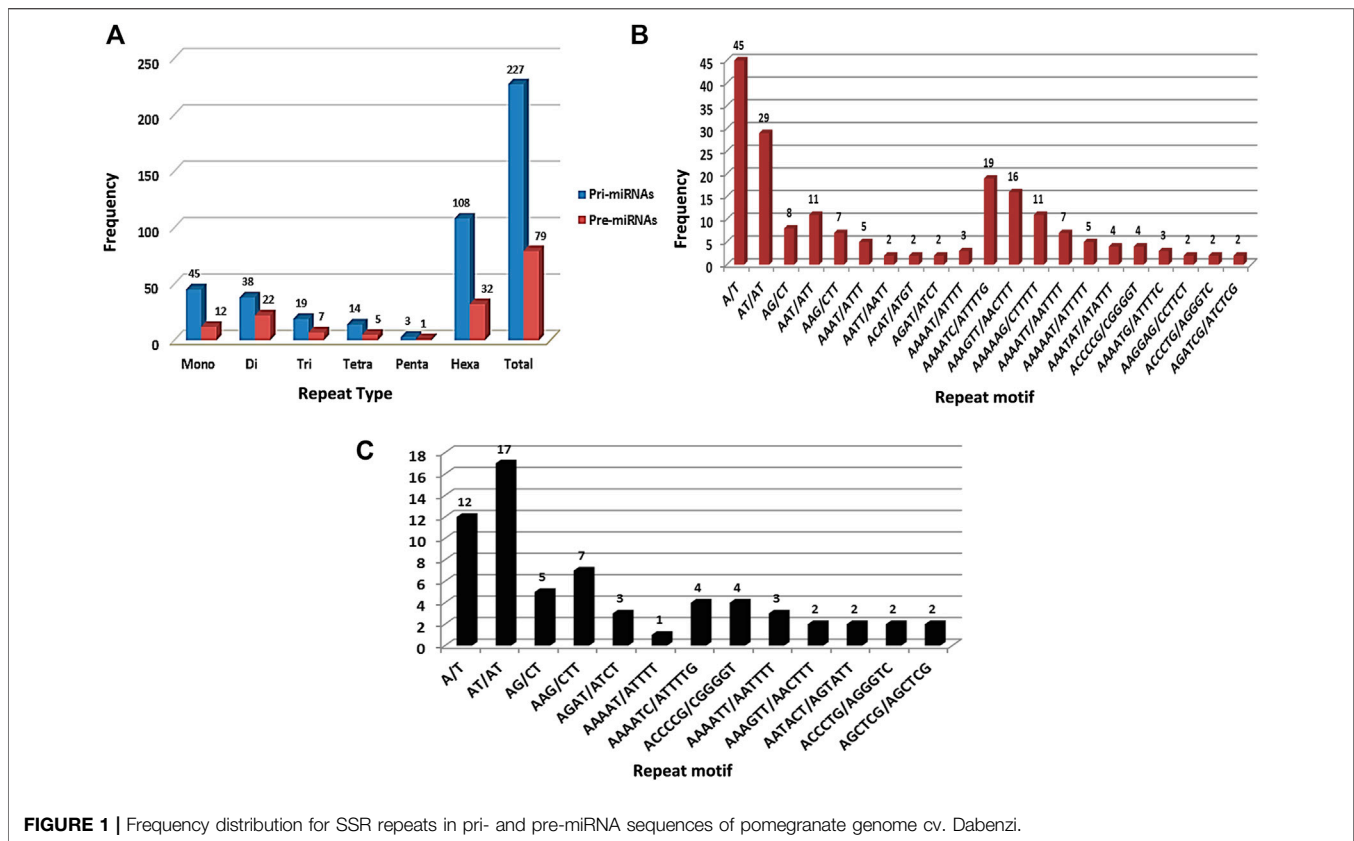 A
Frequency
250
200
150
100
50
0
45
12
38
22
19
7
14
5
3
1
108
32
227
79
Mono Di Tri Tetra Penta Hexa Total
Repeat Type
Pri-miRNAs
Pre-miRNAs
B
Frequency
45
40
35
30
25
20
15
10
5
0
45
29
8
11
7
5
2
2
2
3
19
16
11
7
5
4
4
3
2
2
2
A/T
AT/AT
AG/CT
AAT/ATT
AAG/CTT
AAAT/ATTT
AATT/AATT
ACAT/ATGT
AGAT/ATCT
AAAAT/ATTTT
AAAATC/ATTTTG
AAAGTT/AACTTT
AAAAAG/CTTTTT
AAAATT/AATTTT
AAAAAT/ATTTTT
AAATAT/ATATTT
ACCCCG/CGGGGT
AAAATG/ATTTTC
AAGGAG/CCTTCT
ACCCTG/AGGGTC
AGATCG/ATCTCG
Repeat motif
C
18
16
14
12
10
8
6
4
2
0
12
17
5
7
3
1
4
4
3
2
2
2
2
A/T
AT/AT
AG/CT
AAG/CTT
AGAT/ATCT
AAAAT/ATTTT
AAAATC/ATTTTG
ACCCCG/CGGGGT
AAAATT/AATTTT
AAAGTT/AACTTT
AATACT/AGTATT
ACCCTG/AGGGTC
AGCTCG/AGCTCG
Repeat motif
FIGURE 1 | Frequency distribution for SSR repeats in pri- and pre-miRNA sequences of pomegranate genome cv. Dabenzi.